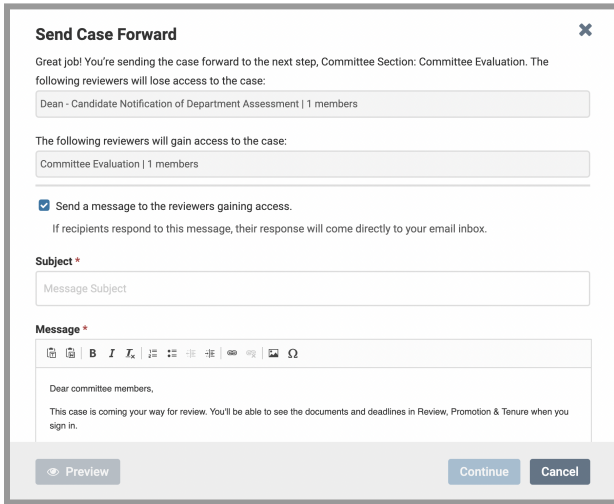 Send Case Forward
Great job! You're sending the case forward to the next step, Committee Section: Committee Evaluation. The
following reviewers will lose access to the case:
Dean - Candidate Notification of Department Assessment | 1 members
The following reviewers will gain access to the case:
Committee Evaluation | 1 members
Send a message to the reviewers gaining access.
If recipients respond to this message, their response will come directly to your email inbox.
Subject *
Message Subject
Message *
B I Ix Ω
Dear committee members,
This case is coming your way for review. You'll be able to see the documents and deadlines in Review, Promotion & Tenure when you
sign in.
Preview Continue Cancel